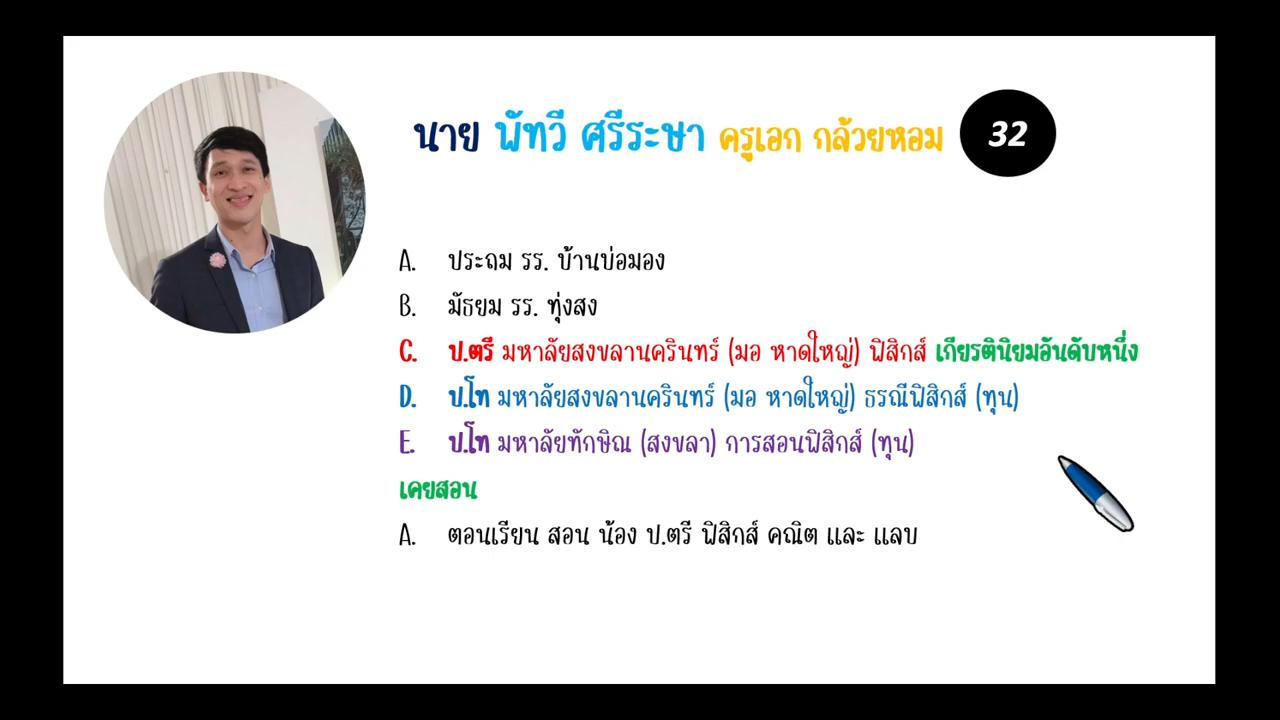 นาย พัทวี ศรีระษา ครูเอก กล้วยหอม 32
A. ประถม รร. บ้านบ่อมอง
B. มัธยม รร. ทุ่งสง
C. ป.ตรี มหาลัยสงขลานครินทร์ (มอ หาดใหญ่) ฟิสิกส์ เกียรตินิยมอันดับหนึ่ง
D. ป.โท มหาลัยสงขลานครินทร์ (มอ หาดใหญ่) ธรณีฟิสิกส์ (ทุน)
E. ป.โท มหาลัยทักษิณ (สงขลา) การสอนฟิสิกส์ (ทุน)
เคยสอน
A. ตอนเรียน สอน น้อง ป.ตรี ฟิสิกส์ คณิต และ แลบ